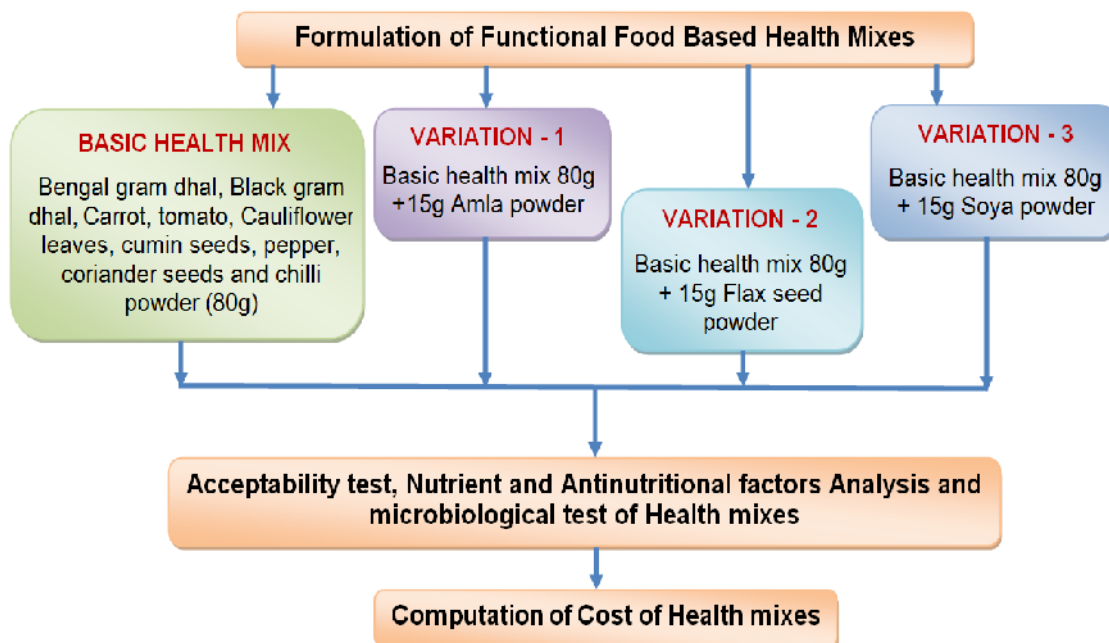 Formulation of Functional Food Based Health Mixes
BASIC HEALTH MIX
Bengal gram dhal, Black gram
dhal, Carrot, tomato, Cauliflower
leaves, cumin seeds, pepper,
coriander seeds and chilli
powder (80g)
VARIATION - 1
Basic health mix 80g
+15g Amla powder
VARIATION - 2
Basic health mix 80g
+ 15g Flax seed
powder
VARIATION - 3
Basic health mix 80g
+ 15g Soya powder
Acceptability test, Nutrient and Antinutritional factors Analysis and
microbiological test of Health mixes
Computation of Cost of Health mixes